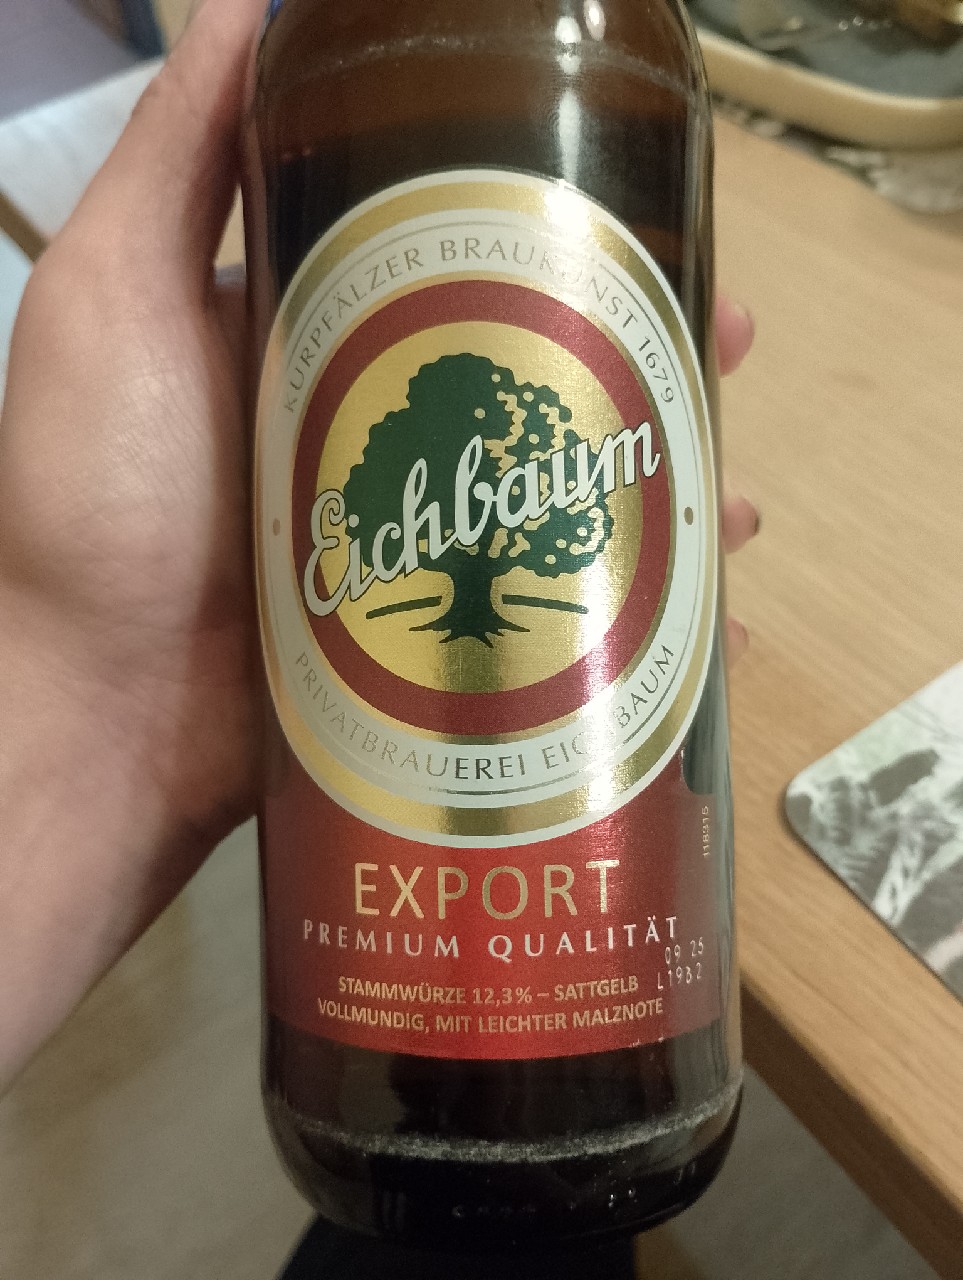 KURPFÄLZER BRAUKUNST 1679
Eichbaum
PRIVATBRAUEREI EICHBAUM
118315
EXPORT
PREMIUM QUALITÄT
09 25
L1932
STAMMWÜRZE 12,3% – SATTGELB
VOLLMUNDIG, MIT LEICHTER MALZNOTE